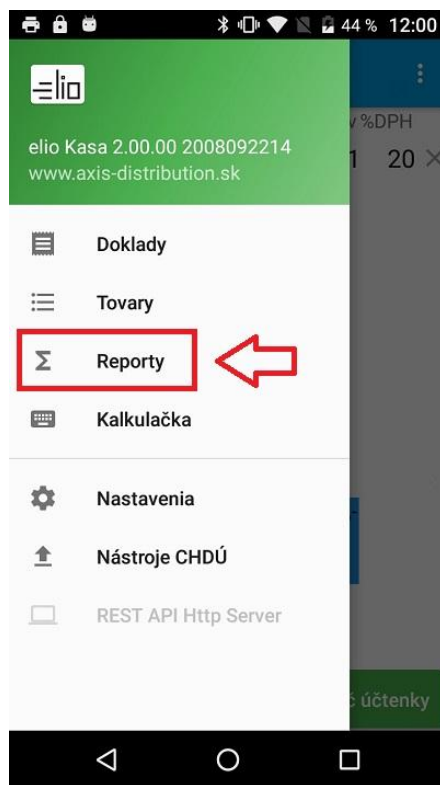 44 % 12:00
elio
elio Kasa 2.00.00 2008092214
www.axis-distribution.sk
v %DPH
1 20 ×
Doklady
Tovary
Σ Reporty
Kalkulačka
Nastavenia
Nástroje CHDÚ
REST API Http Server
účtenky